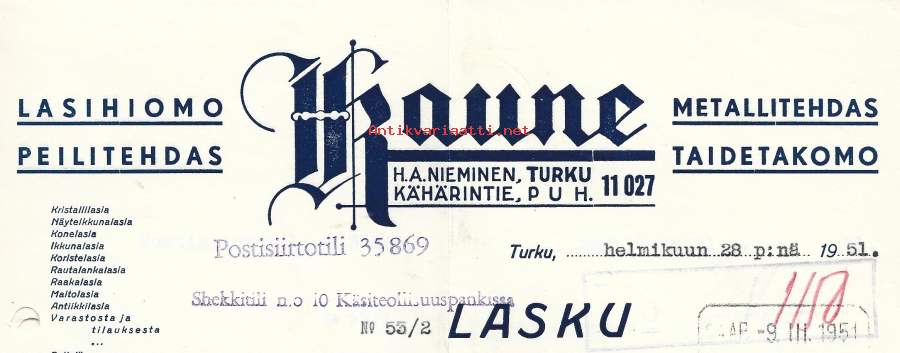 LASIHIOMO
PEILITEHDAS
Kaune
Antikvariaatti.net
H.A.NIEMINEN, TURKU
KÄHÄRINTIE, PUH. 11 027
METALLITEHDAS
TAIDETAKOMO
Kristallilasia
Näyteikkunalasia
Konelasia
Ikkunalasia
Koristelasia
Rautalankalasia
Raakalasia
Maitolasia
Antiikkilasia
Varastosta ja
tilauksesta
...
Postisiirtotili 35869
Turku, helmikuun 28 p:nä 1951.
Shekkitili n:o 10 Käsiteollisuuspankissa
No 53/2 LASKU
SAAP. -9 III. 1951